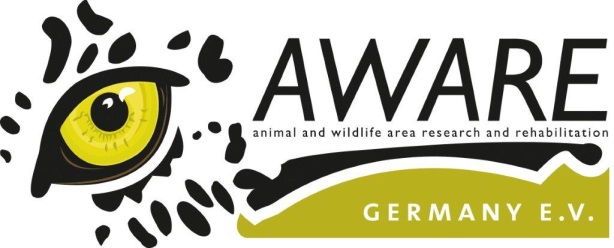 AWARE
animal and wildlife area research and rehabilitation
GERMANY E.V.